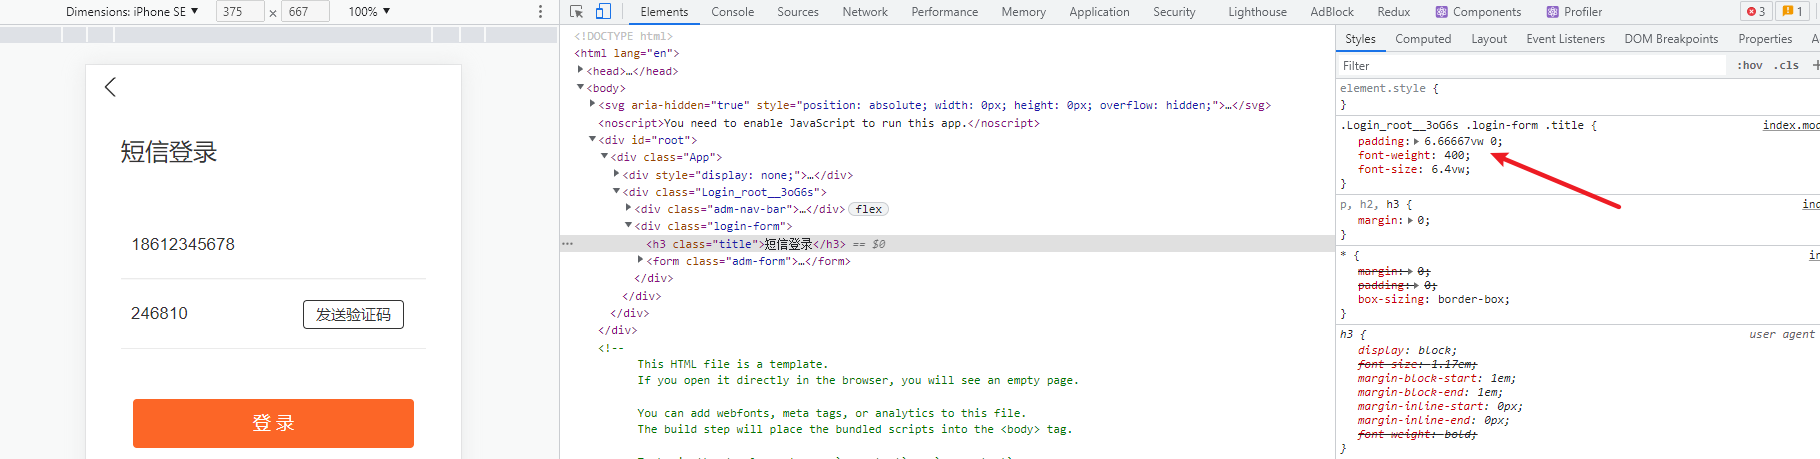 Dimensions: iPhone SE ▼ 375 × 667 100% ▼
短信登录
18612345678
246810 发送验证码
登 录
Elements Console Sources Network Performance Memory Application Security Lighthouse AdBlock Redux Components Profiler 3 1
<!DOCTYPE html>
<html lang="en">
<head>…</head>
<body>
<svg aria-hidden="true" style="position: absolute; width: 0px; height: 0px; overflow: hidden;">…</svg>
<noscript>You need to enable JavaScript to run this app.</noscript>
<div id="root">
<div class="App">
<div style="display: none;">…</div>
<div class="Login_root__3oG6s">
<div class="adm-nav-bar">…</div> flex
<div class="login-form">
<h3 class="title">短信登录</h3> == $0
<form class="adm-form">…</form>
</div>
</div>
</div>
</div>
<!--
This HTML file is a template.
If you open it directly in the browser, you will see an empty page.
You can add webfonts, meta tags, or analytics to this file.
The build step will place the bundled scripts into the <body> tag.
Styles Computed Layout Event Listeners DOM Breakpoints Properties A
Filter :hov .cls +
element.style {
}
.Login_root__3oG6s .login-form .title { index.mod
padding: 6.66667vw 0;
font-weight: 400;
font-size: 6.4vw;
}
p, h2, h3 { ind
margin: 0;
}
* { in
margin: 0;
padding: 0;
box-sizing: border-box;
}
h3 { user agent
display: block;
font-size: 1.17em;
margin-block-start: 1em;
margin-block-end: 1em;
margin-inline-start: 0px;
margin-inline-end: 0px;
font-weight: bold;
}